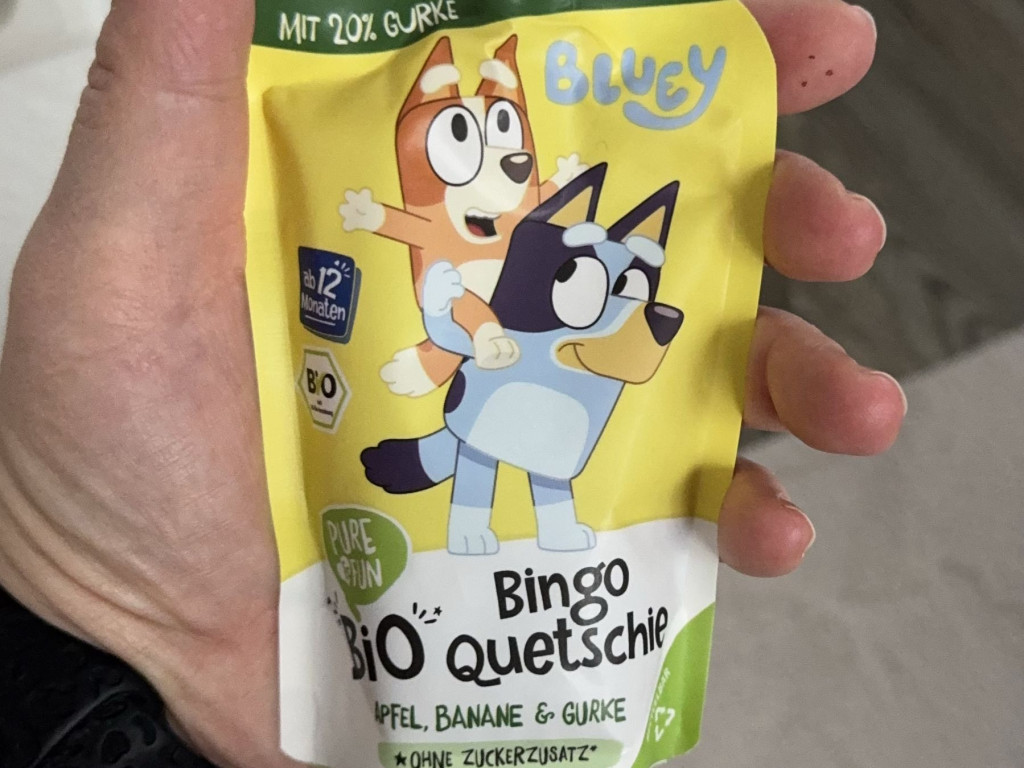 MIT 20% GURKE
BLUEY
ab 12
Monaten
BiO
PURE
& FUN
Bingo
BiO Quetschie
APFEL, BANANE & GURKE
*OHNE ZUCKERZUSATZ*